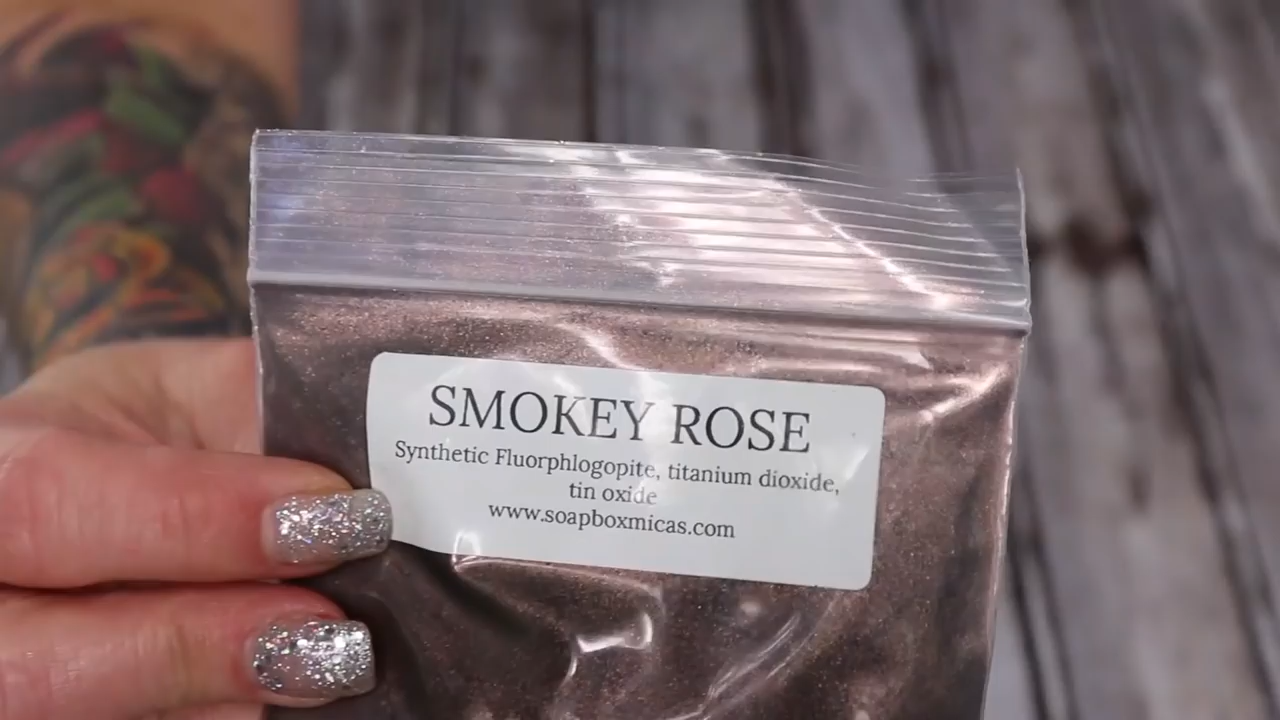 SMOKEY ROSE
Synthetic Fluorphlogopite, titanium dioxide,
tin oxide
www.soapboxmicas.com